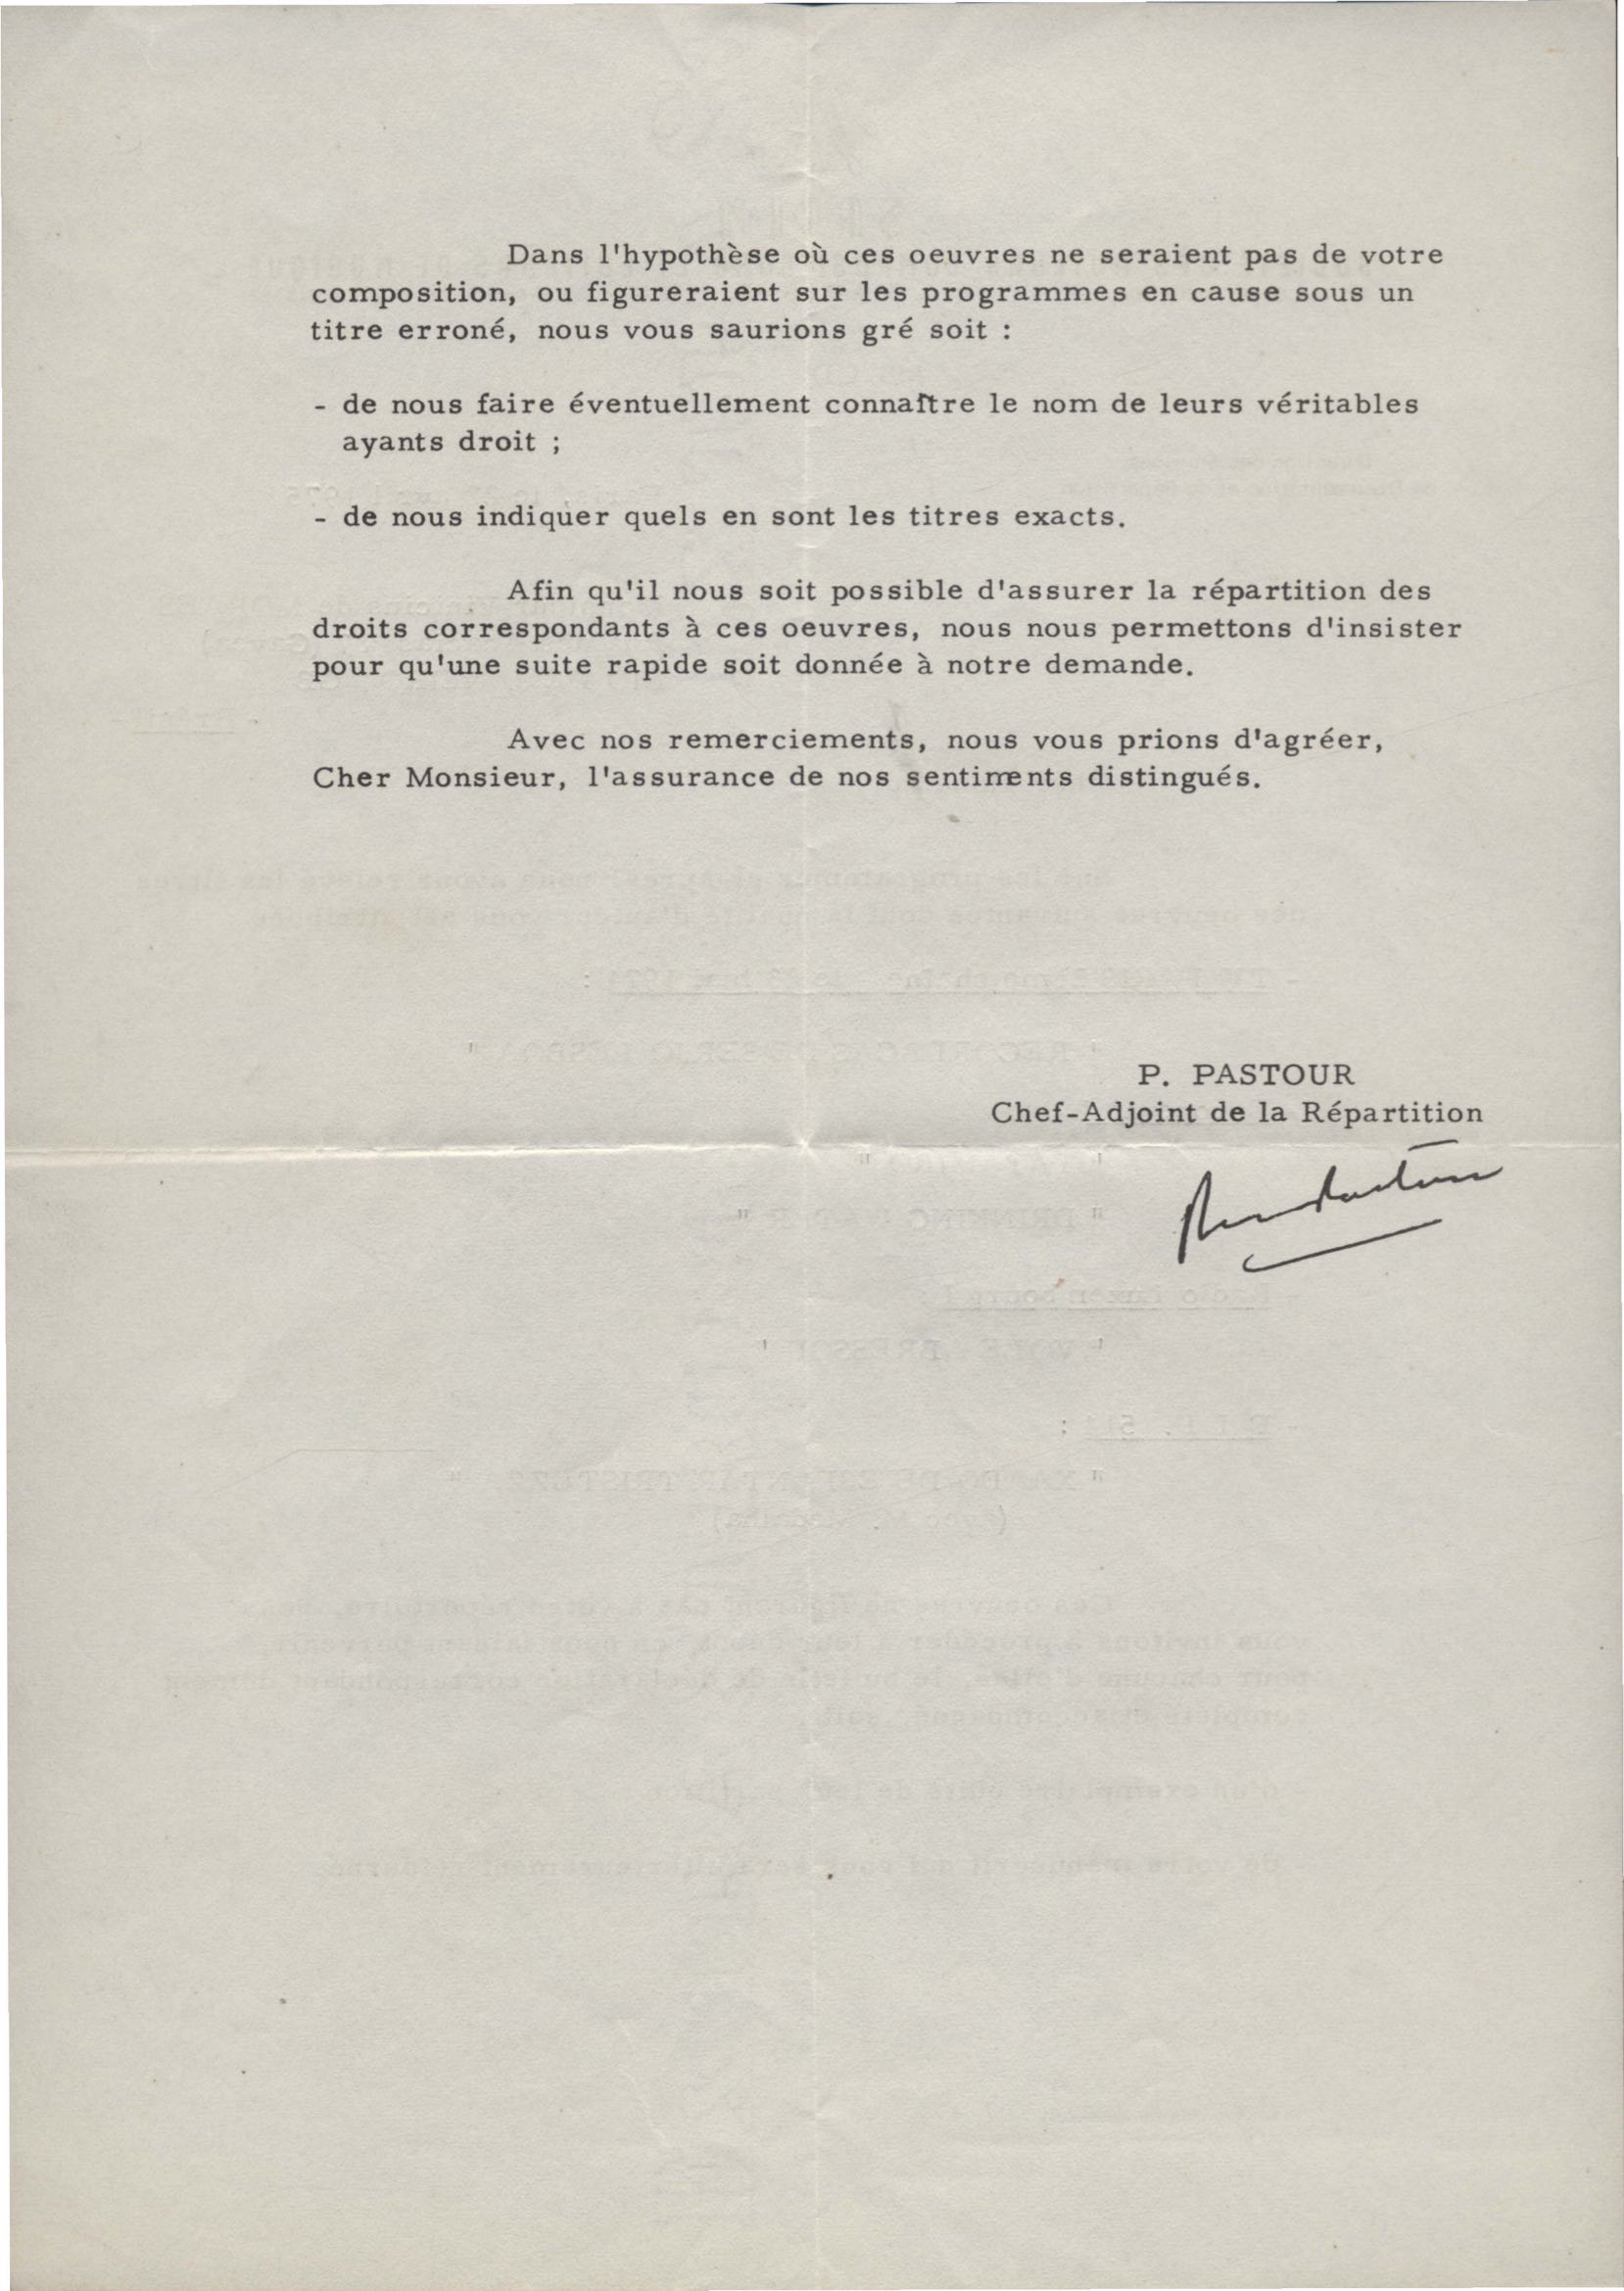 Dans l'hypothèse où ces oeuvres ne seraient pas de votre
composition, ou figureraient sur les programmes en cause sous un
titre erroné, nous vous saurions gré soit :
- de nous faire éventuellement connaître le nom de leurs véritables
ayants droit ;
- de nous indiquer quels en sont les titres exacts.
Afin qu'il nous soit possible d'assurer la répartition des
droits correspondants à ces oeuvres, nous nous permettons d'insister
pour qu'une suite rapide soit donnée à notre demande.
Avec nos remerciements, nous vous prions d'agréer,
Cher Monsieur, l'assurance de nos sentiments distingués.
P. PASTOUR
Chef-Adjoint de la Répartition